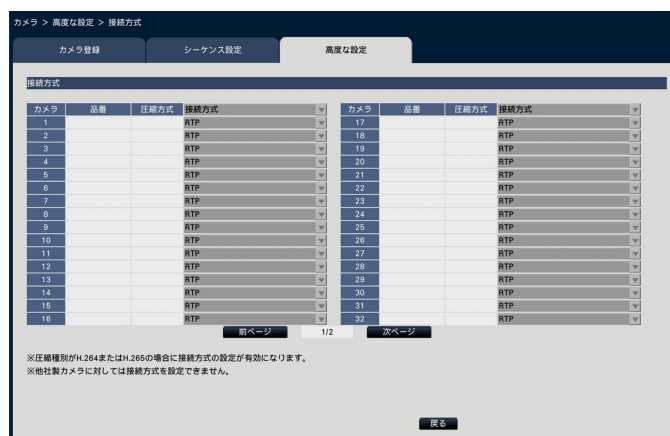 カメラ > 高度な設定 > 接続方式
カメラ登録 シーケンス設定 高度な設定
接続方式
カメラ 品番 圧縮方式 接続方式 カメラ 品番 圧縮方式 接続方式
1 RTP 17 RTP
2 RTP 18 RTP
3 RTP 19 RTP
4 RTP 20 RTP
5 RTP 21 RTP
6 RTP 22 RTP
7 RTP 23 RTP
8 RTP 24 RTP
9 RTP 25 RTP
10 RTP 26 RTP
11 RTP 27 RTP
12 RTP 28 RTP
13 RTP 29 RTP
14 RTP 30 RTP
15 RTP 31 RTP
16 RTP 32 RTP
前ページ 1/2 次ページ
※圧縮種別がH.264またはH.265の場合に接続方式の設定が有効になります。
※他社製カメラに対しては接続方式を設定できません。
戻る